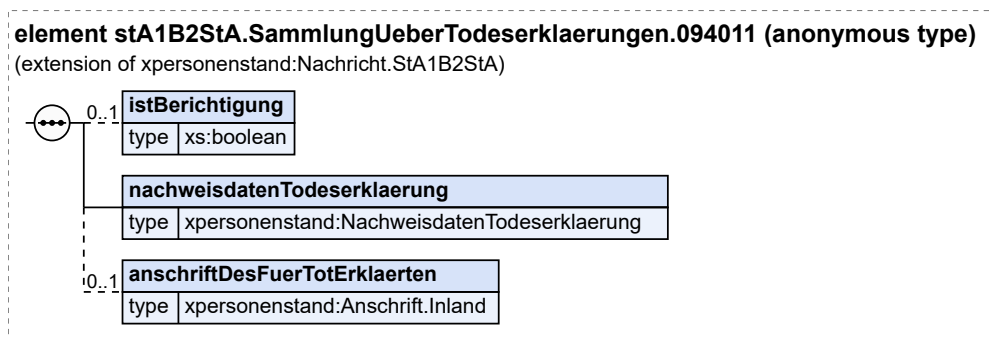 element stA1B2StA.SammlungUeberTodeserklaerungen.094011 (anonymous type)
(extension of xpersonenstand:Nachricht.StA1B2StA)
0..1 istBerichtigung
type xs:boolean
nachweisdatenTodeserklaerung
type xpersonenstand:NachweisdatenTodeserklaerung
0..1 anschriftDesFuerTotErklaerten
type xpersonenstand:Anschrift.Inland